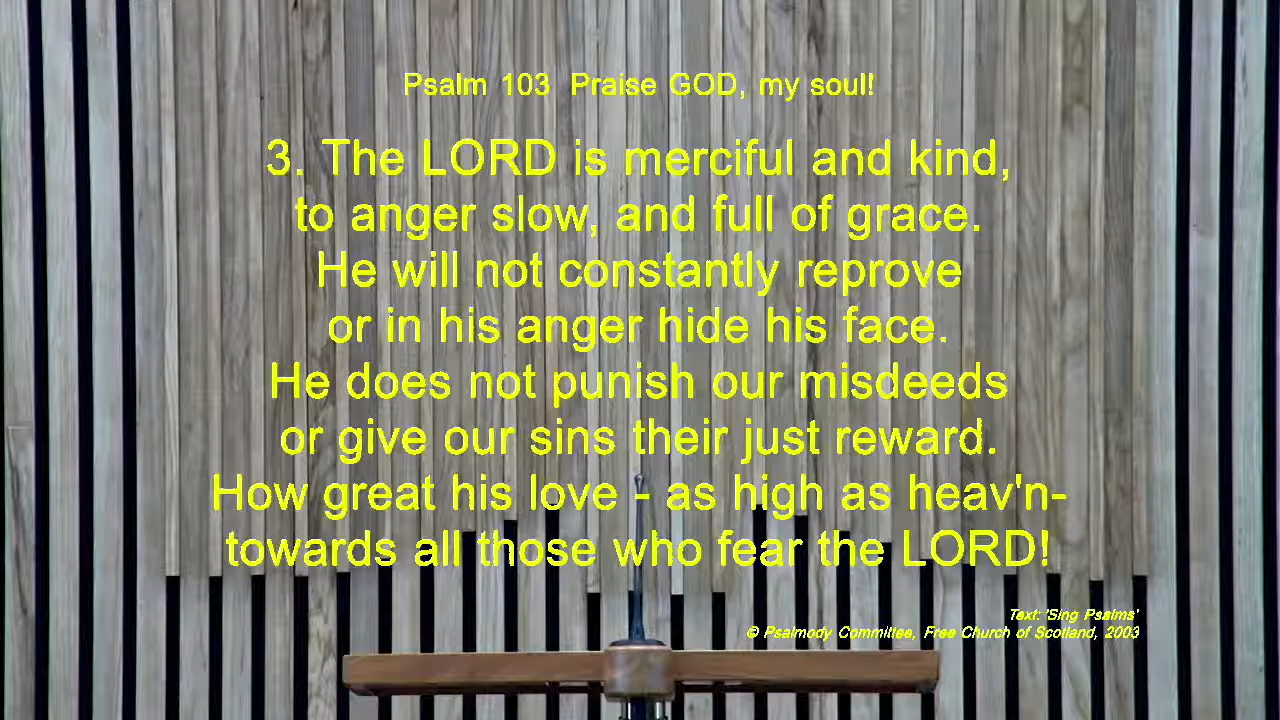 Psalm 103  Praise GOD, my soul!
3. The LORD is merciful and kind,
to anger slow, and full of grace.
He will not constantly reprove
or in his anger hide his face.
He does not punish our misdeeds
or give our sins their just reward.
How great his love - as high as heav'n-
towards all those who fear the LORD!
Text: 'Sing Psalms'
© Psalmody Committee, Free Church of Scotland, 2003